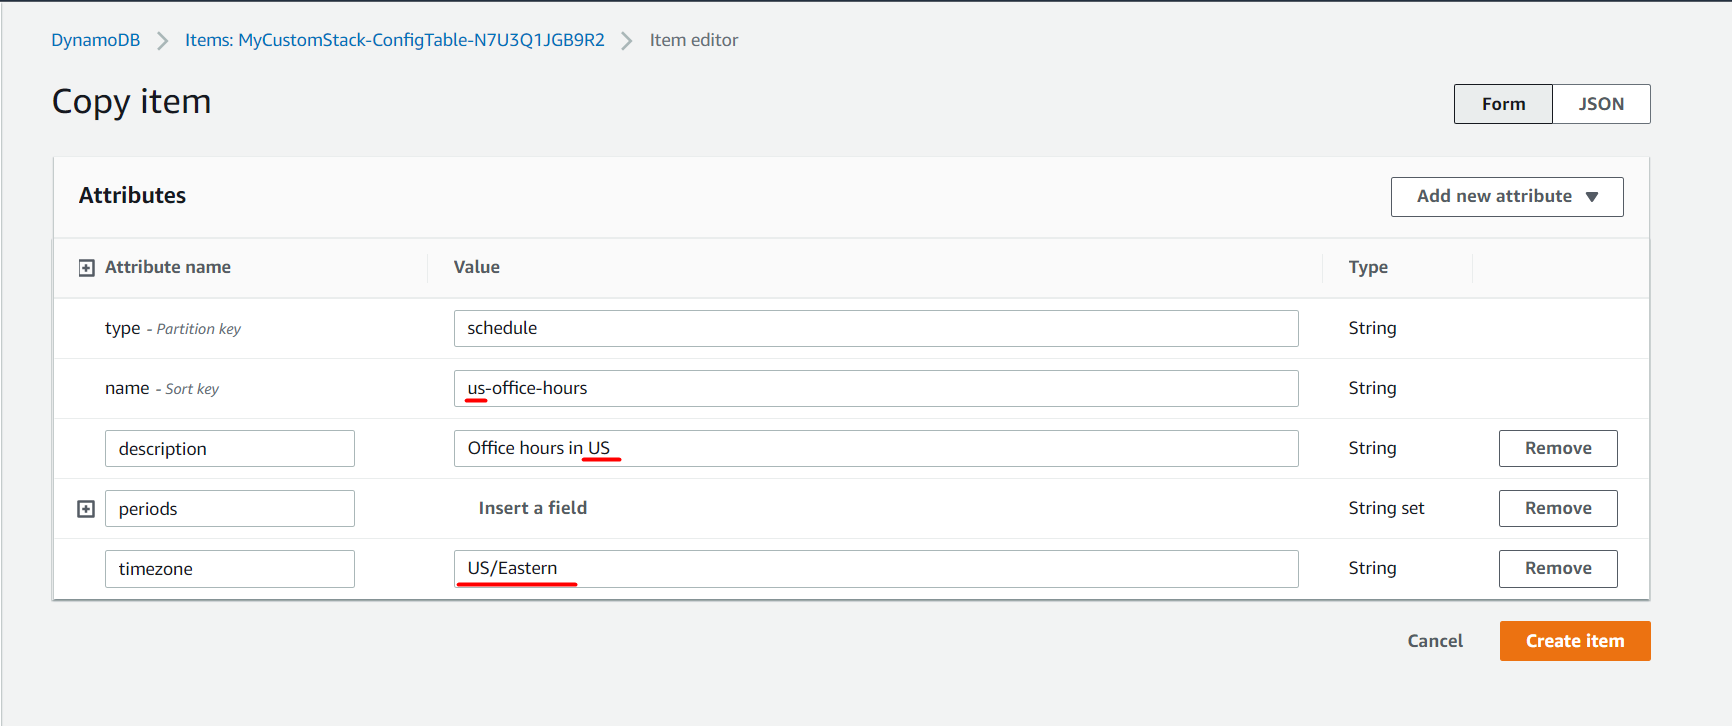 DynamoDB > Items: MyCustomStack-ConfigTable-N7U3Q1JGB9R2 > Item editor
Copy item
Form JSON
Attributes
Add new attribute ▼
Attribute name Value Type
type - Partition key schedule String
name - Sort key us-office-hours String
description Office hours in US String Remove
periods Insert a field String set Remove
timezone US/Eastern String Remove
Cancel Create item